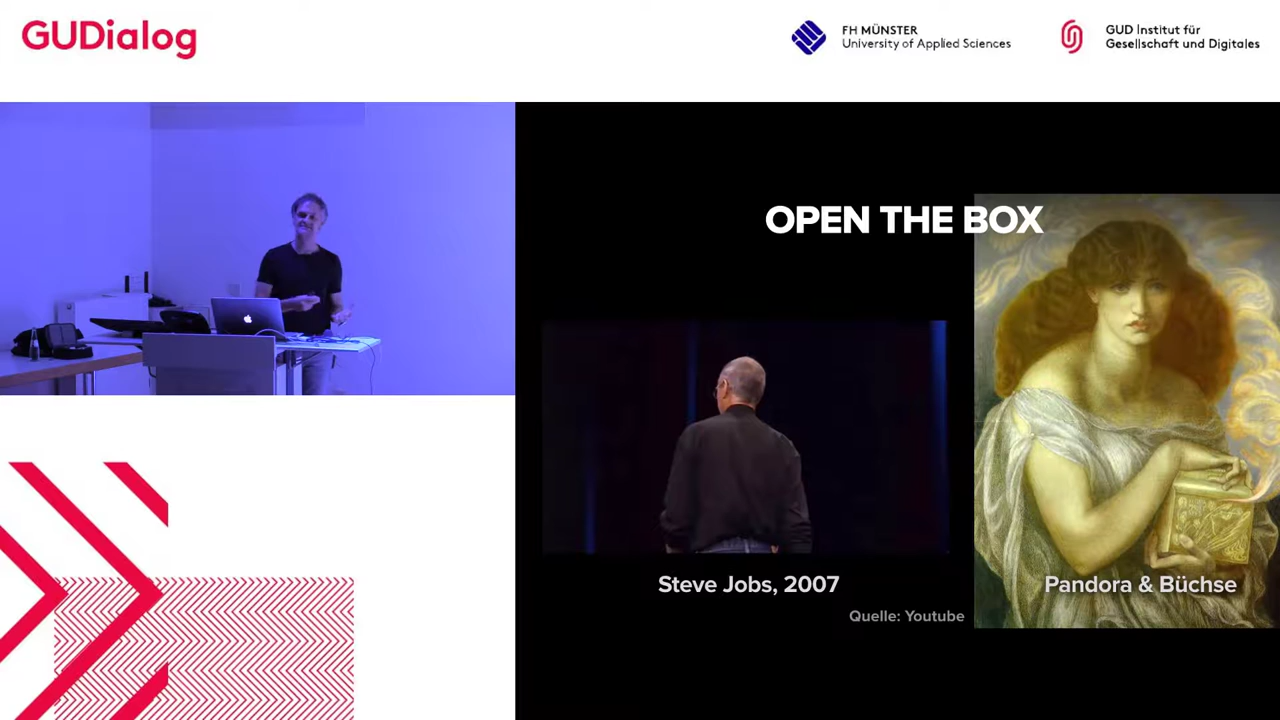 GUDialog
FH MÜNSTER
University of Applied Sciences
GUD Institut für
Gesellschaft und Digitales
OPEN THE BOX
Steve Jobs, 2007
Pandora & Büchse
Quelle: Youtube